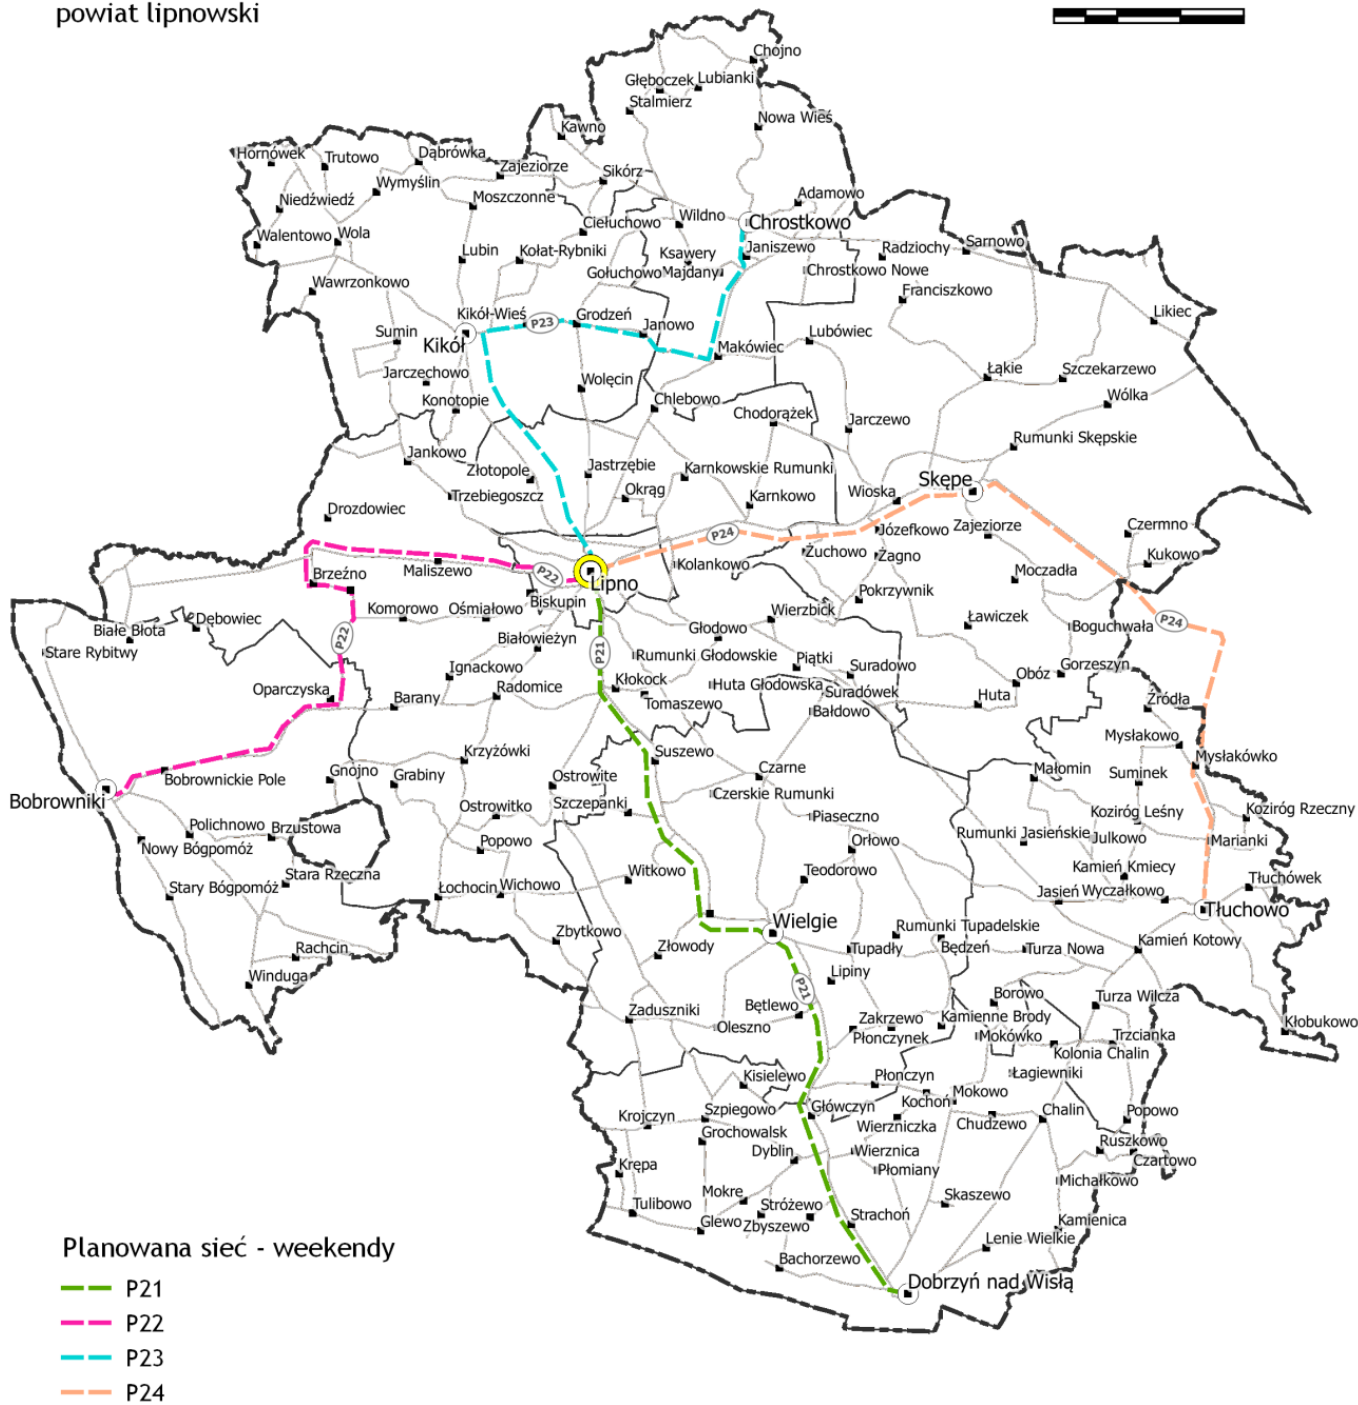 powiat lipnowski
Chojno
Głęboczek
Lubianki
Stalmierz
Nowa Wieś
Kawno
Hornówek
Trutowo
Dąbrówka
Zajeziorze
Sikórz
Wymyślin
Niedźwiedź
Moszczonne
Adamowo
Ciełuchowo
Wildno
Chrostkowo
Walentowo
Wola
Lubin
Kołat-Rybniki
Ksawery
Janiszewo
Radziochy
Sarnowo
Gołuchowo
Majdany
Chrostkowo Nowe
Wawrzonkowo
Franciszkowo
Kikół-Wieś
P23
Grodzeń
Janowo
Likiec
Sumin
Kikół
Lubówiec
Makówiec
Jarczechowo
Wolęcin
Łąkie
Szczekarzewo
Konotopie
Chlebowo
Wólka
Chodorążek
Jarczewo
Rumunki Skępskie
Jankowo
Złotopole
Jastrzębie
Karnkowskie Rumunki
Skępe
Trzebiegoszcz
Okrąg
Karnkowo
Wioska
Drozdowiec
P24
Józefkowo
Zajeziorze
Czermno
Żuchowo
Żagno
Kukowo
Brzeźno
Maliszewo
P22
Lipno
Kolankowo
Moczadła
Komorowo
Ośmiałowo
Biskupin
Pokrzywnik
Wierzbick
Ławiczek
Boguchwała
P24
Dębowiec
Białe Błota
P22
Białowieżyn
P21
Głodowo
Stare Rybitwy
Rumunki Głodowskie
Piątki
Suradowo
Gorzeszyn
Ignackowo
Obóz
Oparczyska
Barany
Radomice
Kłokock
Huta Głodowska
Suradówek
Huta
Źródła
Tomaszewo
Bałdowo
Mysłakowo
Krzyżówki
Suszewo
Mysłakówko
Bobrownickie Pole
Gnojno
Grabiny
Ostrowite
Czarne
Małomin
Suminek
Bobrowniki
Ostrowitko
Szczepanki
Czerskie Rumunki
Koziróg Leśny
Koziróg Rzeczny
Polichnowo
Brzustowa
Piaseczno
Nowy Bógpomóż
Popowo
Orłowo
Rumunki Jasieńskie
Julkowo
Marianki
Stara Rzeczna
Witkowo
Teodorowo
Kamień Kmiecy
Stary Bógpomóż
Łochocin
Wichowo
Jasień
Wyczałkowo
Tłuchówek
Tłuchowo
Wielgie
Zbytkowo
Rumunki Tupadelskie
Rachcin
Złowody
Tupadły
Będzeń
Turza Nowa
Kamień Kotowy
Winduga
P21
Lipiny
Zaduszniki
Bętlewo
Borowo
Turza Wilcza
Oleszno
Zakrzewo
Kamienne Brody
Kłobukowo
Płonczynek
Mokówko
Trzcianka
Kolonia Chalin
Kisielewo
Płonczyn
Łagiewniki
Mokowo
Krojczyn
Szpiegowo
Główczyn
Kochoń
Chalin
Popowo
Grochowalsk
Wierzniczka
Chudzewo
Dyblin
Wierznica
Ruszkowo
Krępa
Płomiany
Czartowo
Michałkowo
Mokre
Skaszewo
Tulibowo
Stróżewo
Glewo
Zbyszewo
Strachoń
Kamienica
Lenie Wielkie
Bachorzewo
Dobrzyń nad Wisłą
Planowana sieć - weekendy
P21
P22
P23
P24